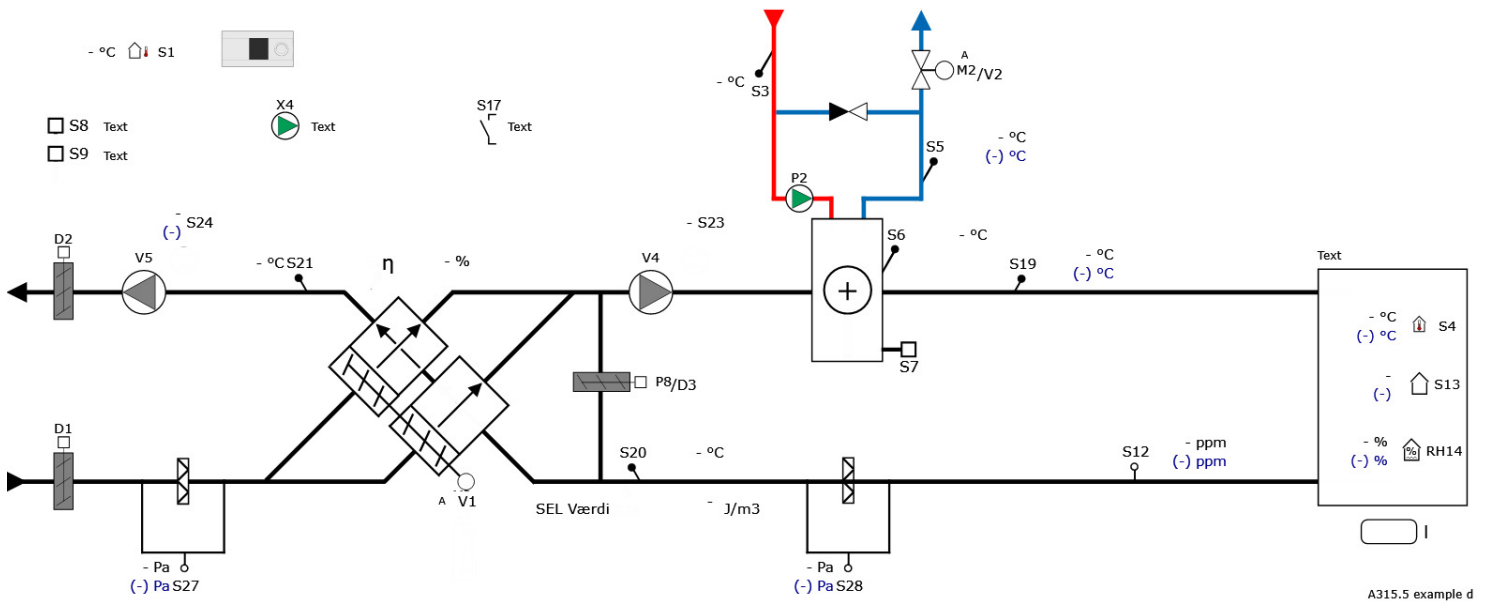 - °C S1
S8 Text
S9 Text
X4
Text
S17
Text
- °C
S3
A
M2/V2
S5
- °C
(-) °C
P2
D2
-
(-) S24
V5
- °C S21
η
- %
- S23
V4
S6
- °C
S19
- °C
(-) °C
Text
- °C
(-) °C
S4
-
(-)
S13
- %
(-) %
%
RH14
S7
P8/D3
D1
A V1
S20
- °C
SEL Værdi
- J/m3
S12
- ppm
(-) ppm
- Pa
(-) Pa S27
- Pa
(-) Pa S28
I
A315.5 example d